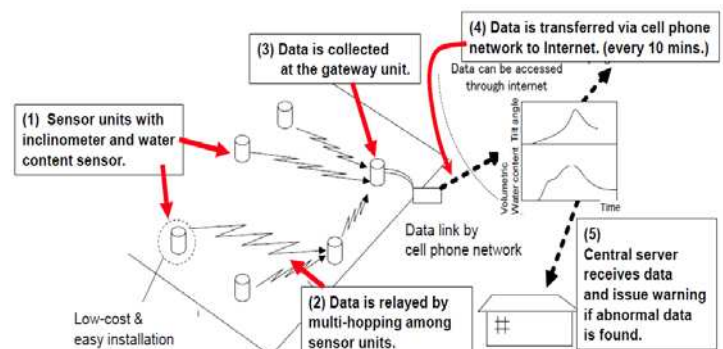 (4) Data is transferred via cell phone
network to Internet. (every 10 mins.)
(3) Data is collected
at the gateway unit.
Data can be accessed
through internet
(1) Sensor units with
inclinometer and water
content sensor.
Tilt angle
Volumetric
Water content
Time
Data link by
cell phone network
(5)
Central server
receives data
and issue warning
if abnormal data
is found.
(2) Data is relayed by
multi-hopping among
sensor units.
Low-cost &
easy installation